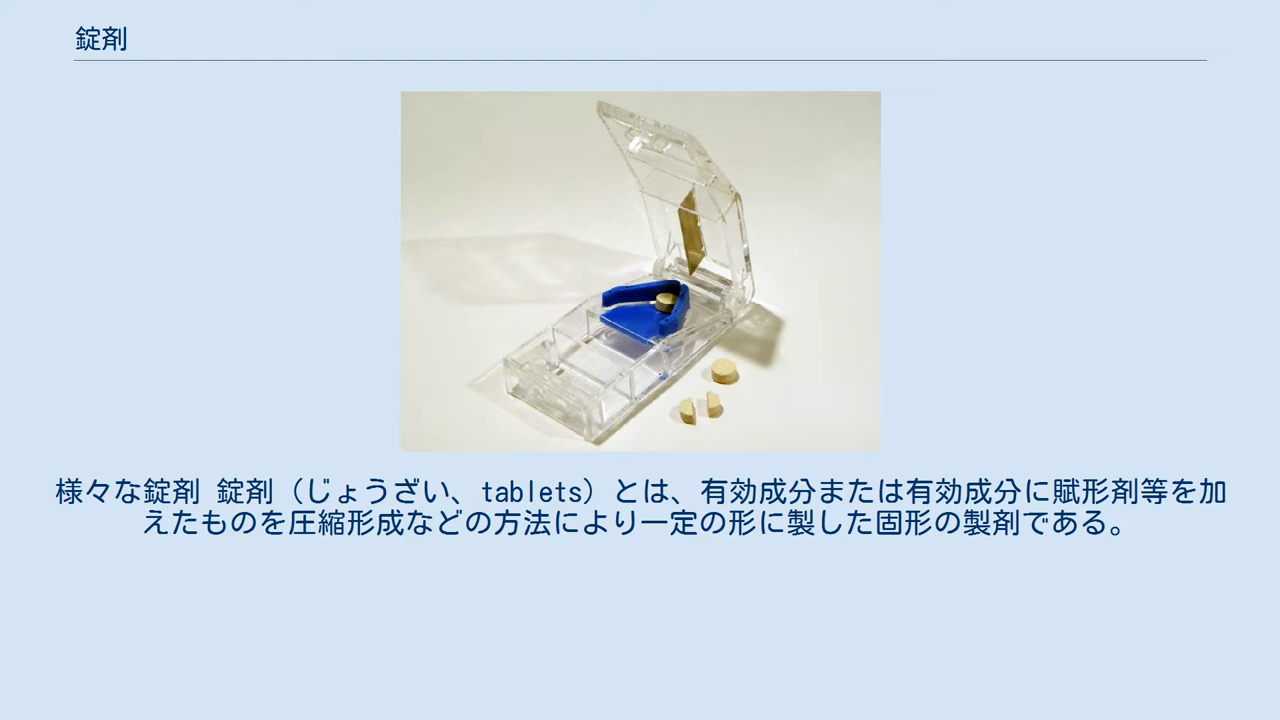 錠剤
様々な錠剤 錠剤（じょうざい、tablets）とは、有効成分または有効成分に賦形剤等を加
えたものを圧縮形成などの方法により一定の形に製した固形の製剤である。